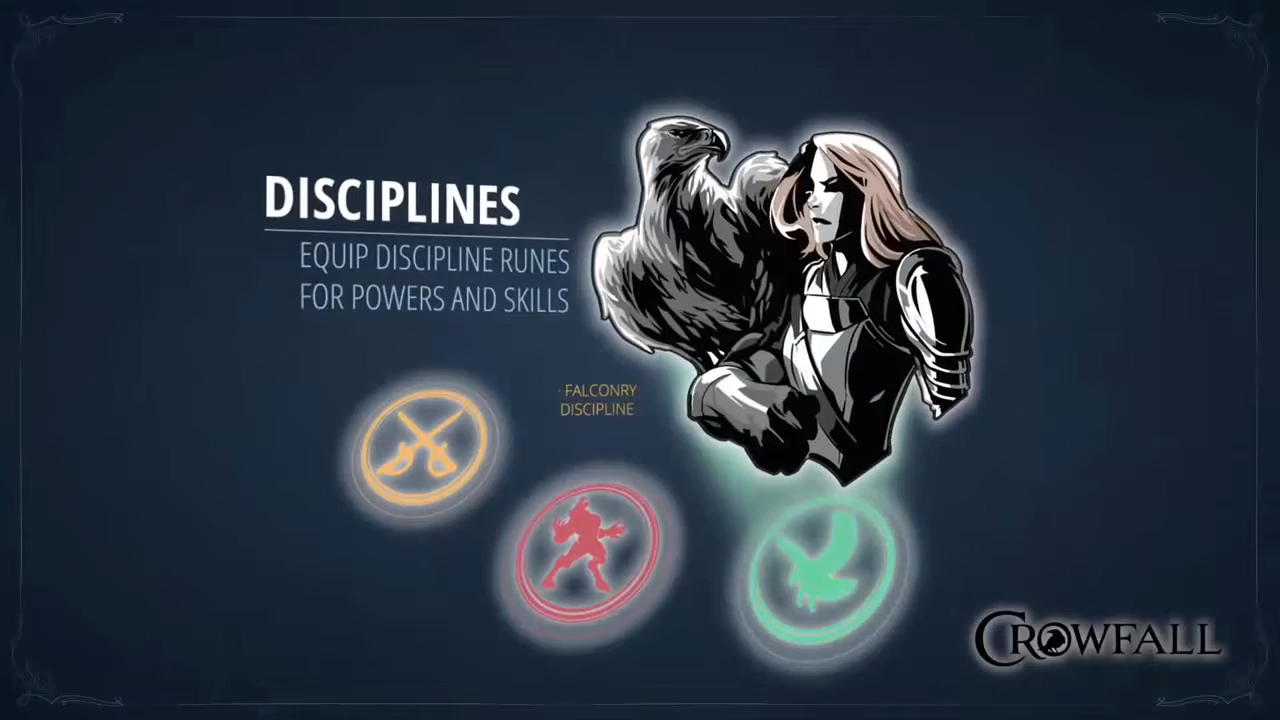 DISCIPLINES
EQUIP DISCIPLINE RUNES
FOR POWERS AND SKILLS
· FALCONRY
DISCIPLINE
CROWFALL